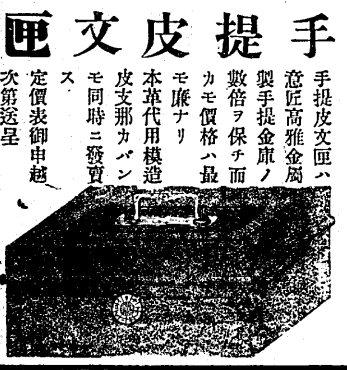 手提皮文匣
手提皮文匣ハ
意匠高雅金属
製手提金庫ノ
數倍ヲ保チ而
カモ價格ハ最
モ廉ナリ
本革代用模造
皮支那カバン
モ同時ニ發賣
ス
定價表御申越
次第送呈